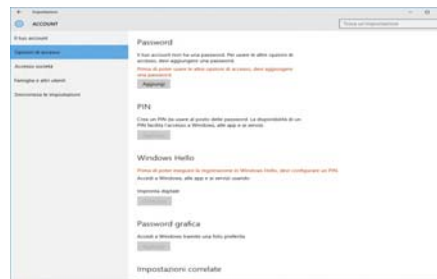 Impostazioni
ACCOUNT
Trova un'impostazione
Il tuo account
Opzioni di accesso
Accesso società
Famiglia e altri utenti
Sincronizza le impostazioni
Password
Il tuo account non ha una password. Per usare le altre opzioni di
accesso, devi aggiungere una password.
Prima di poter usare le altre opzioni di accesso, devi aggiungere
una password.
Aggiungi
PIN
Crea un PIN da usare al posto delle password. La disponibilità di un
PIN facilita l'accesso a Windows, alle app e ai servizi.
Windows Hello
Prima di poter eseguire la registrazione in Windows Hello, devi configurare un PIN.
Accedi a Windows, alle app e ai servizi usando
Impronta digitale
Password grafica
Accedi a Windows tramite una foto preferita
Impostazioni correlate